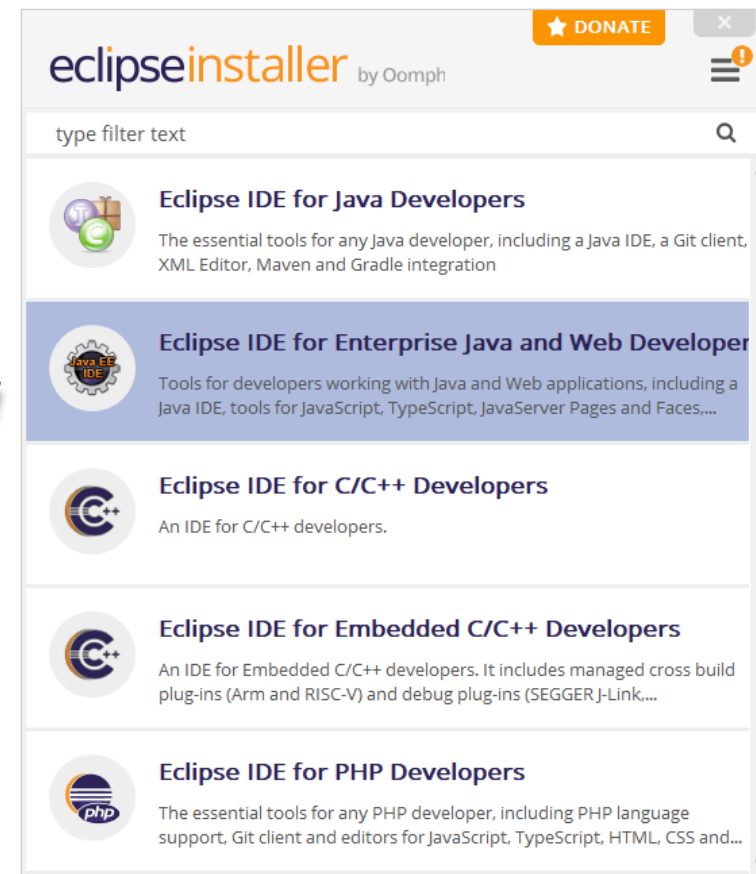 DONATE
eclipseinstaller by Oomph
type filter text
Eclipse IDE for Java Developers
The essential tools for any Java developer, including a Java IDE, a Git client,
XML Editor, Maven and Gradle integration
Java EE
IDE
Eclipse IDE for Enterprise Java and Web Developer
Tools for developers working with Java and Web applications, including a
Java IDE, tools for JavaScript, TypeScript, JavaServer Pages and Faces,...
C++
Eclipse IDE for C/C++ Developers
An IDE for C/C++ developers.
C++
Eclipse IDE for Embedded C/C++ Developers
An IDE for Embedded C/C++ developers. It includes managed cross build
plug-ins (Arm and RISC-V) and debug plug-ins (SEGGER J-Link,...
php
Eclipse IDE for PHP Developers
The essential tools for any PHP developer, including PHP language
support, Git client and editors for JavaScript, TypeScript, HTML, CSS and...